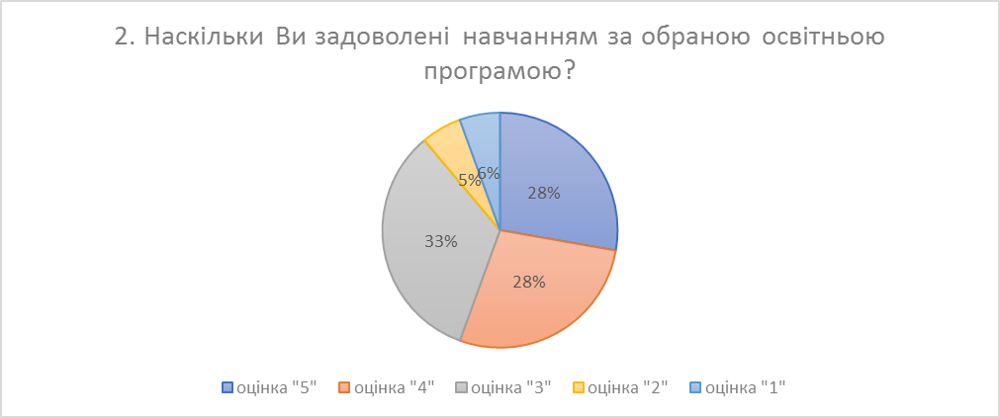 2. Наскільки Ви задоволені навчанням за обраною освітньою
програмою?
28%
28%
33%
5%
6%
оцінка "5"
оцінка "4"
оцінка "3"
оцінка "2"
оцінка "1"